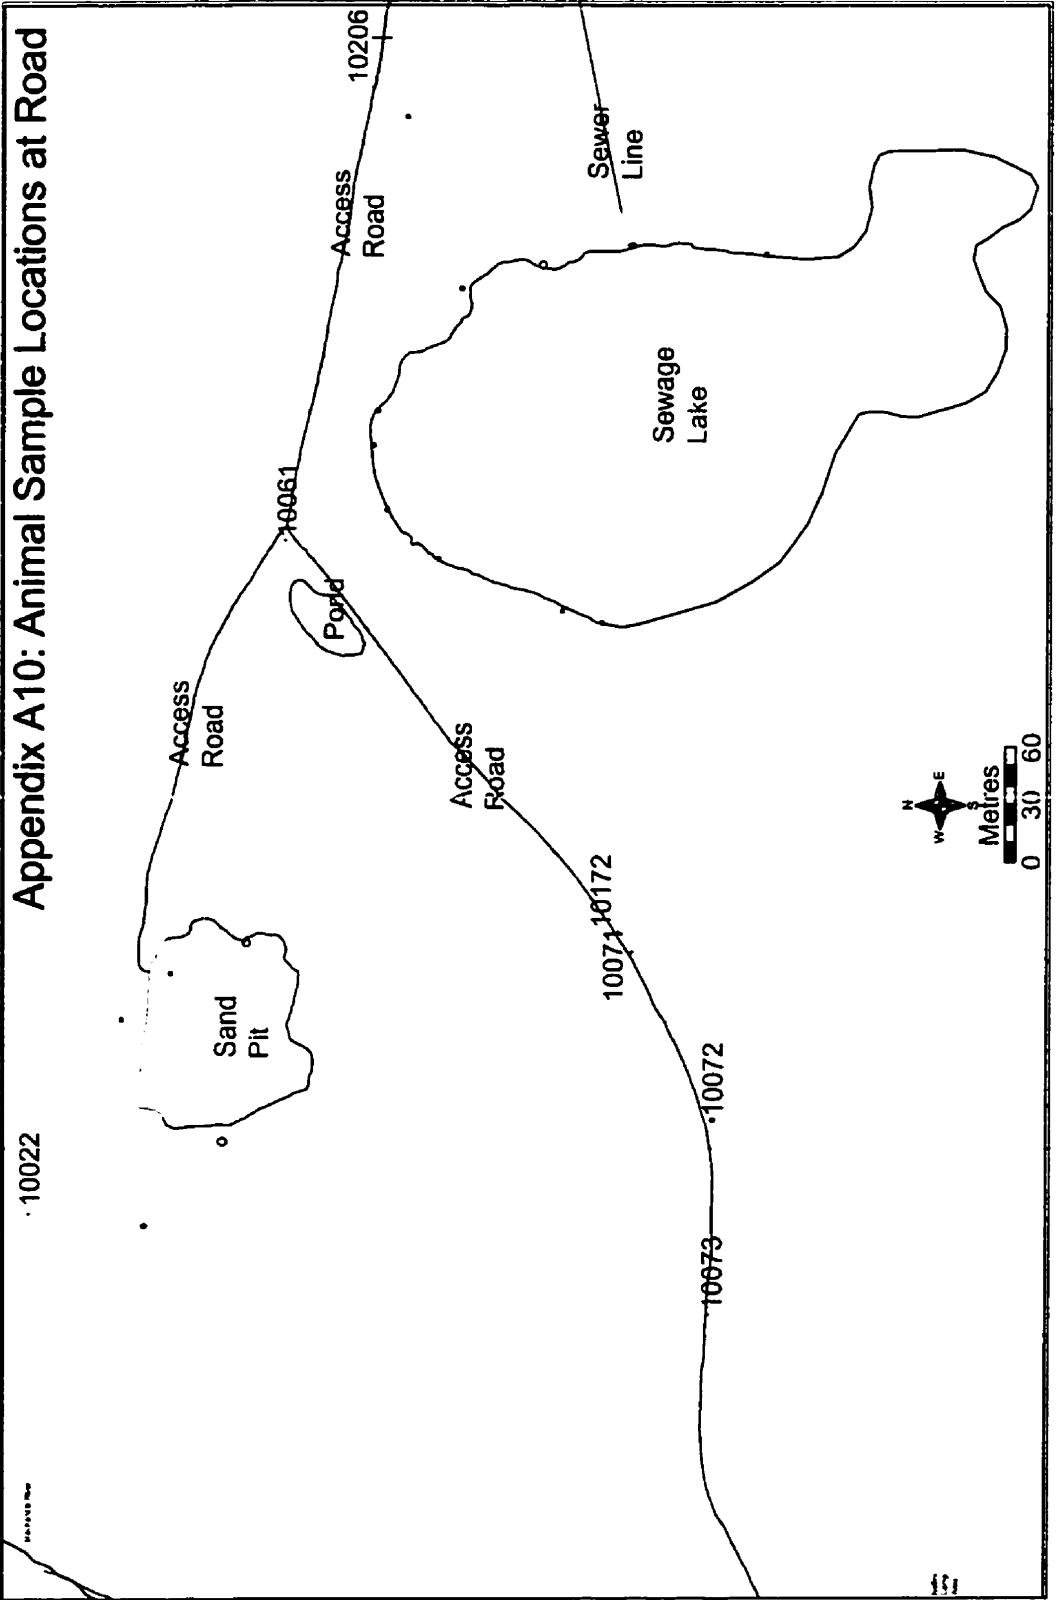 Appendix A10: Animal Sample Locations at Road
10022
Sand
Pit
Access
Road
10061
Pond
Access
Road
10206
Access
Road
Sewer
Line
Sewage
Lake
10172
10071
10072
10073
N
W
E
S
Metres
0 30 60